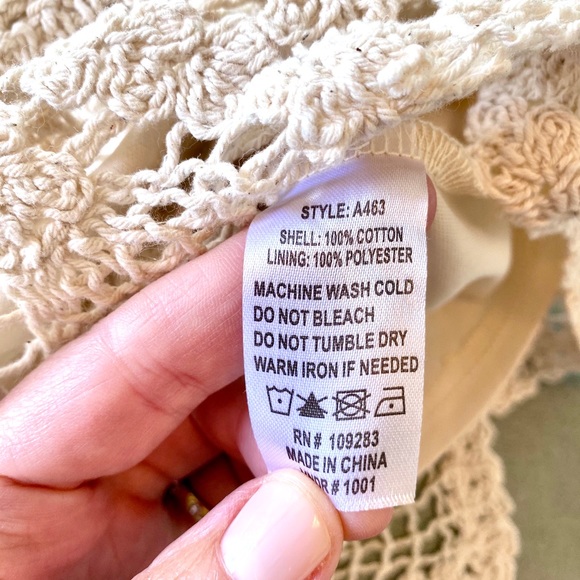 STYLE: A463
SHELL: 100% COTTON
LINING: 100% POLYESTER
MACHINE WASH COLD
DO NOT BLEACH
DO NOT TUMBLE DRY
WARM IRON IF NEEDED
RN# 109283
MADE IN CHINA
# 1001